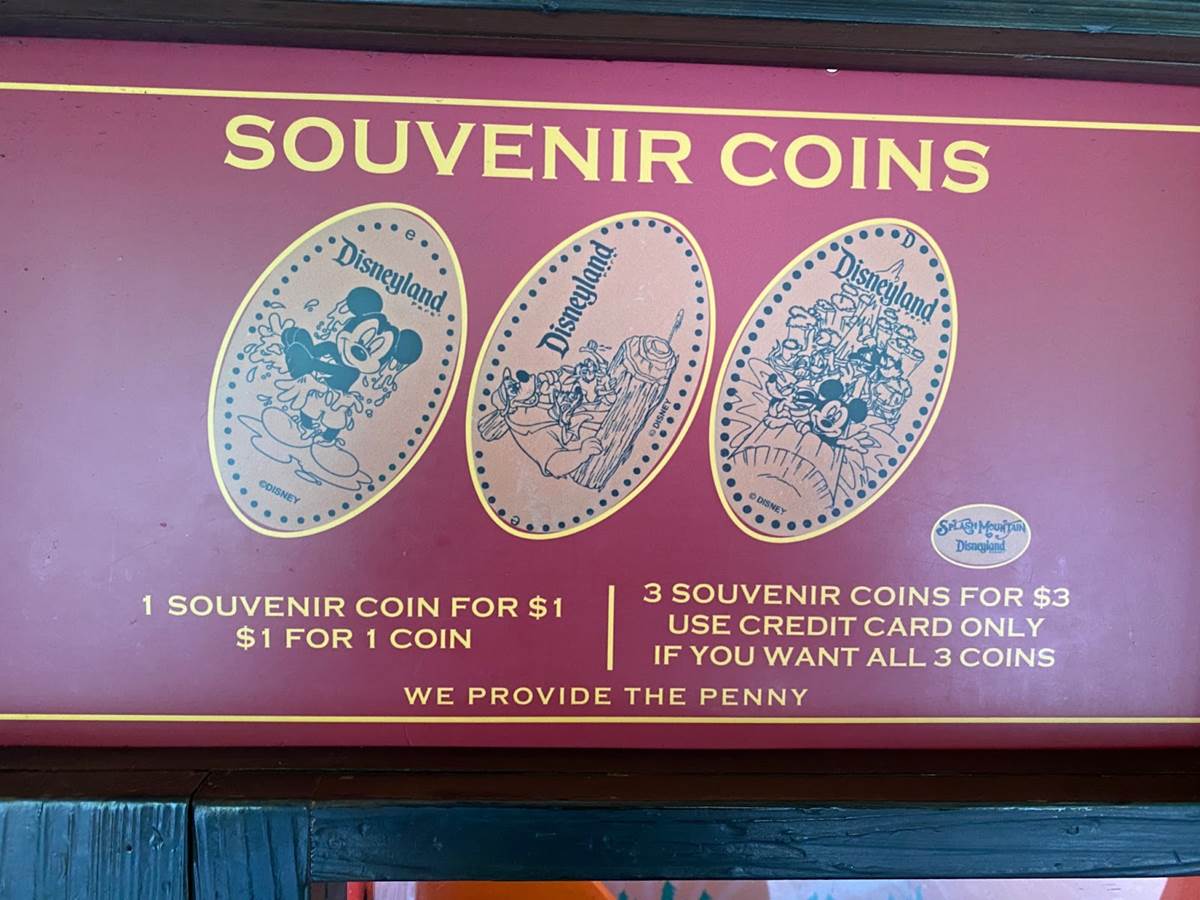 SOUVENIR COINS
e
Disneyland
©DISNEY
Disneyland
© DISNEY
e
D
Disneyland
© DISNEY
SPLASH MOUNTAIN
Disneyland
1 SOUVENIR COIN FOR $1
$1 FOR 1 COIN
3 SOUVENIR COINS FOR $3
USE CREDIT CARD ONLY
IF YOU WANT ALL 3 COINS
WE PROVIDE THE PENNY